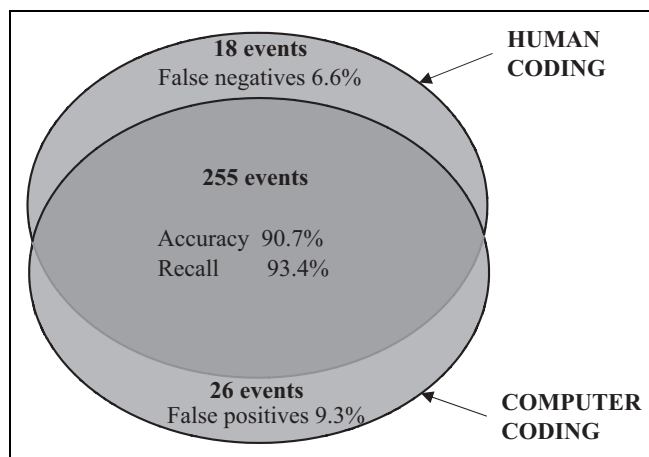 18 events
False negatives 6.6%
HUMAN
CODING
255 events
Accuracy 90.7%
Recall 93.4%
26 events
False positives 9.3%
COMPUTER
CODING